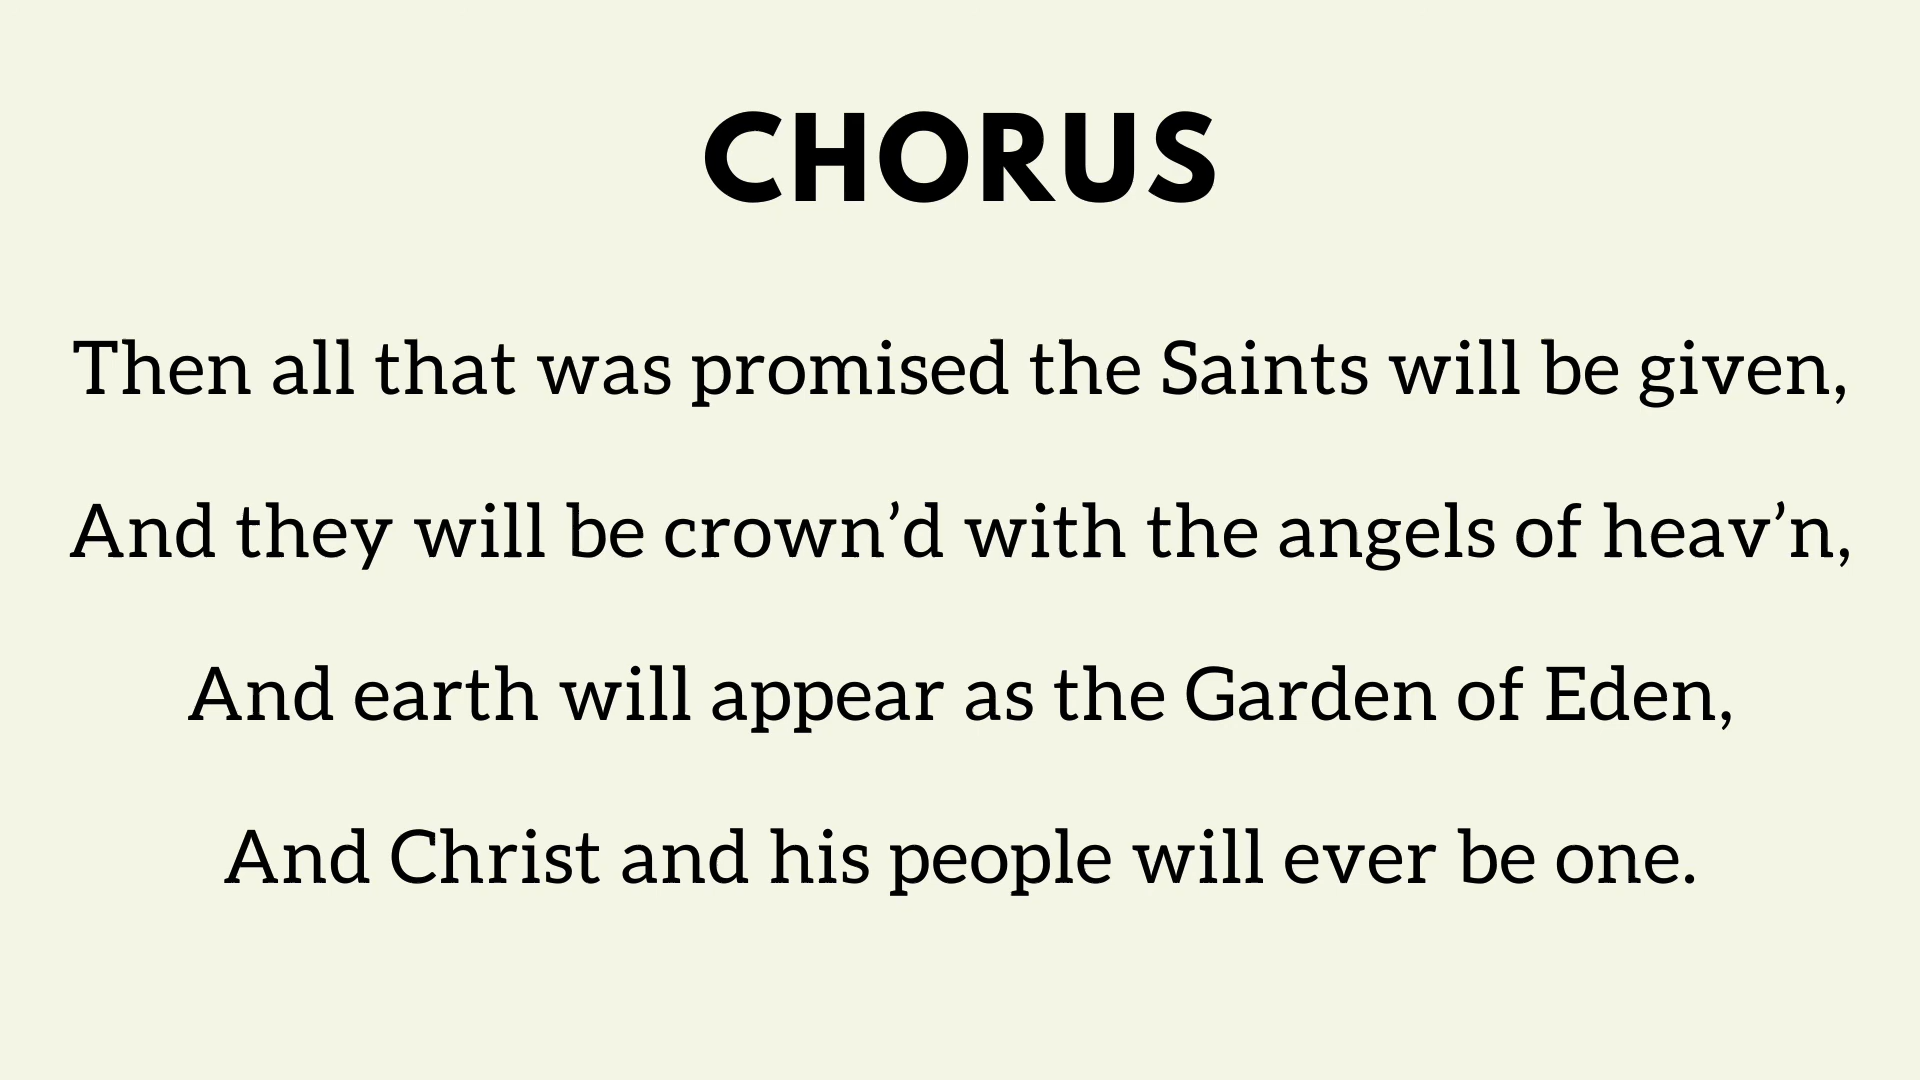 CHORUS
Then all that was promised the Saints will be given,
And they will be crown’d with the angels of heav’n,
And earth will appear as the Garden of Eden,
And Christ and his people will ever be one.